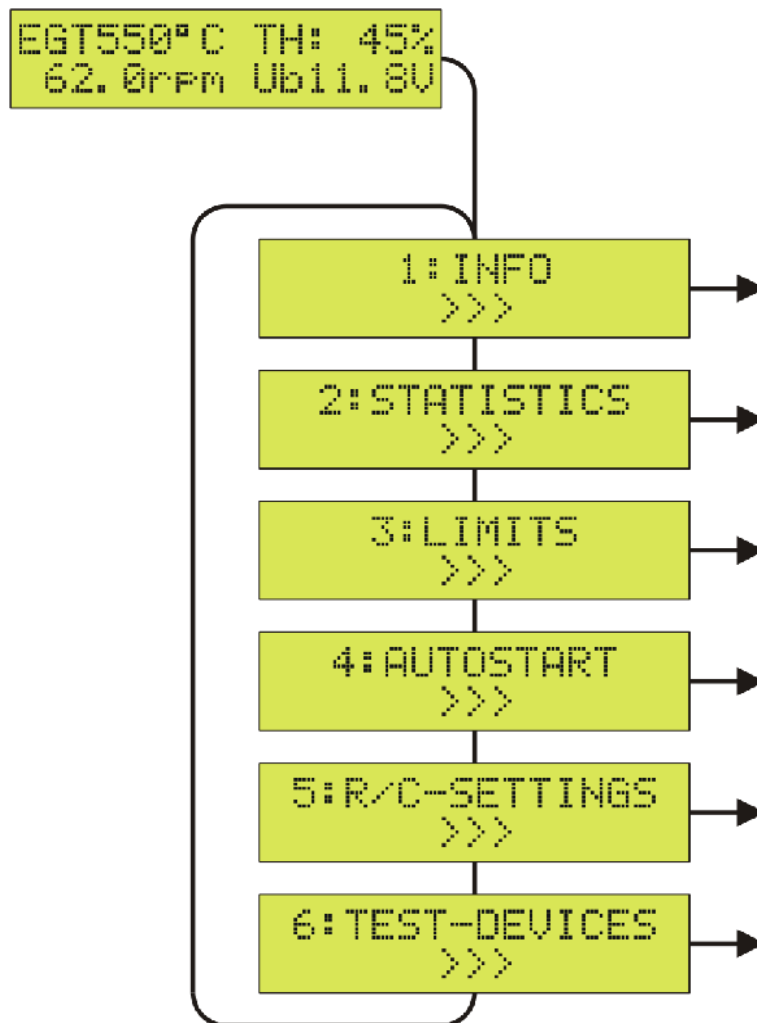 EGT550°C TH: 45%
62.0rpm Ub11.8V
1:INFO
>>>
2:STATISTICS
>>>
3:LIMITS
>>>
4:AUTOSTART
>>>
5:R/C-SETTINGS
>>>
6:TEST-DEVICES
>>>